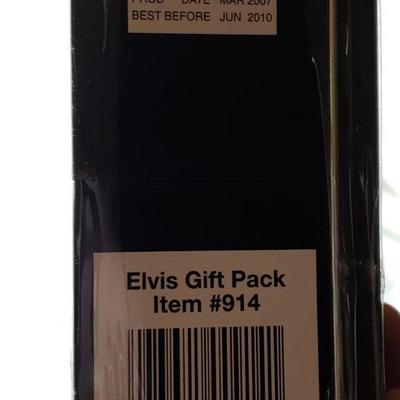 PROD DATE MAR 2007
BEST BEFORE JUN 2010
Elvis Gift Pack
Item #914